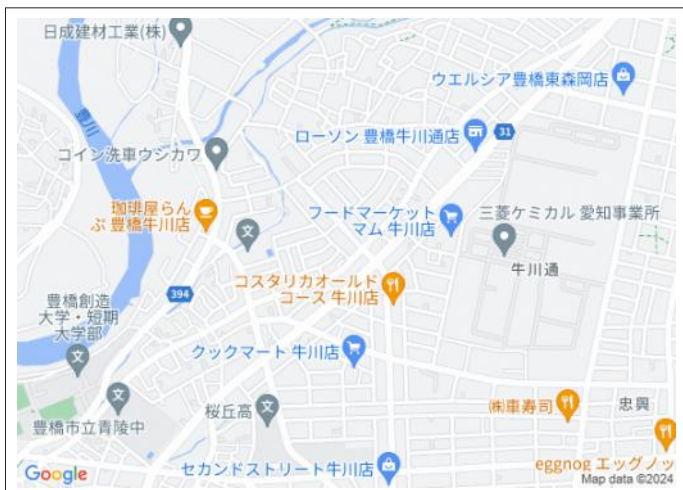 日成建材工業(株)
ウエルシア豊橋東森岡店
豊川
ローソン 豊橋牛川通店
31
コイン洗車ウシカワ
珈琲屋らん
ぷ 豊橋牛川店
フードマーケット
マム 牛川店
三菱ケミカル 愛知事業所
文
牛川通
コスタリカオールド
コース 牛川店
394
豊橋創造
大学・短期
大学部
文
クックマート 牛川店
文
豊橋市立青陵中
桜丘高
文
㈱車寿司
忠興
セカンドストリート牛川店
eggnog エッグノッ
Google
Map data ©2024